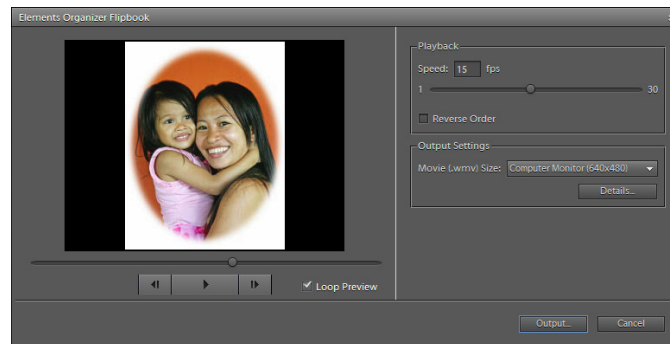 Elements Organizer Flipbook
Playback
Speed: 15 fps
1 30
Reverse Order
Output Settings
Movie (.wmv) Size: Computer Monitor (640x480)
Details...
Loop Preview
Output... Cancel